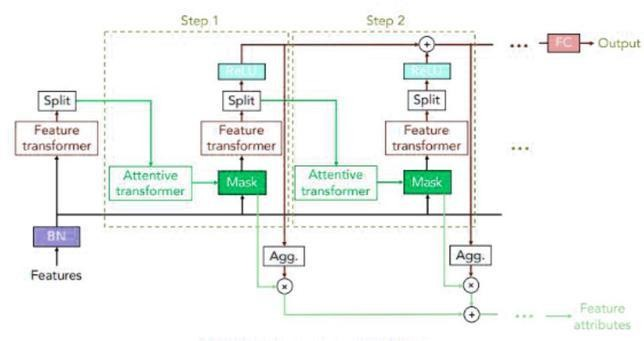 Step 1
Step 2
FC
Output
ReLU
ReLU
Split
Split
Split
Feature
transformer
Feature
transformer
Feature
transformer
Attentive
transformer
Mask
Attentive
transformer
Mask
BN
Features
Agg.
Agg.
Feature
attributes